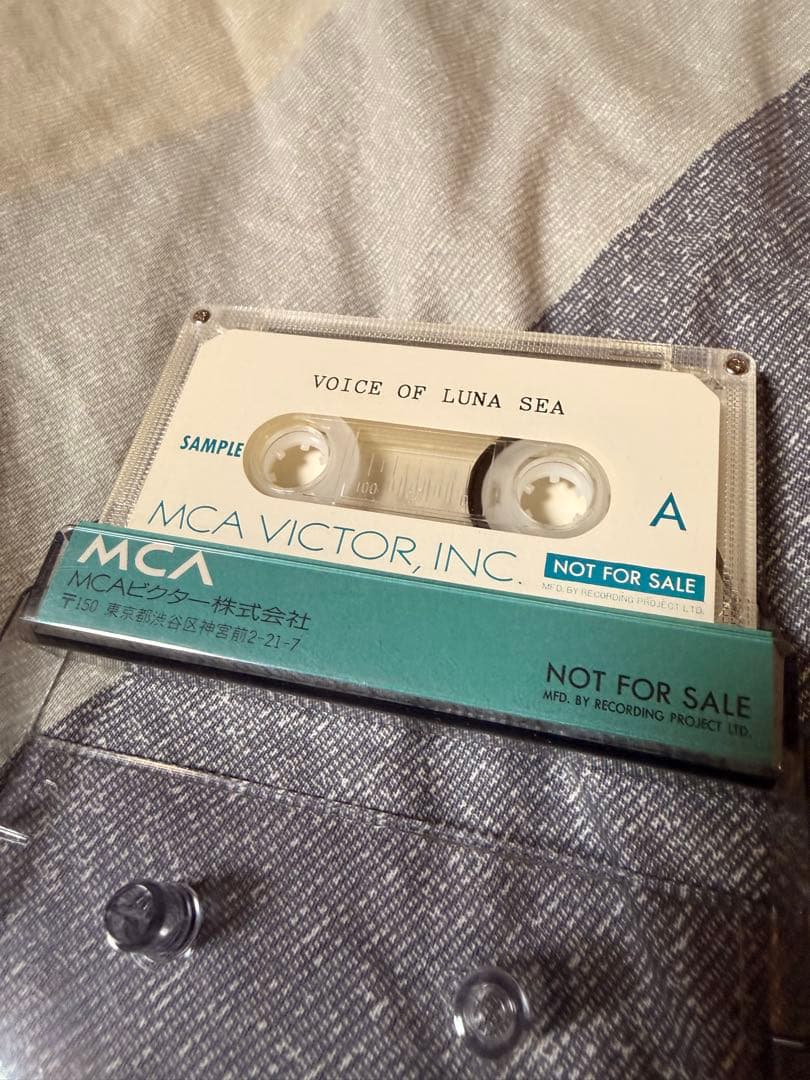 VOICE OF LUNA SEA
SAMPLE
100
A
MCA VICTOR, INC.
NOT FOR SALE
MFD. BY RECORDING PROJECT LTD.
MCA
MCAビクター株式会社
〒150 東京都渋谷区神宮前2-21-7
NOT FOR SALE
MFD. BY RECORDING PROJECT LTD.